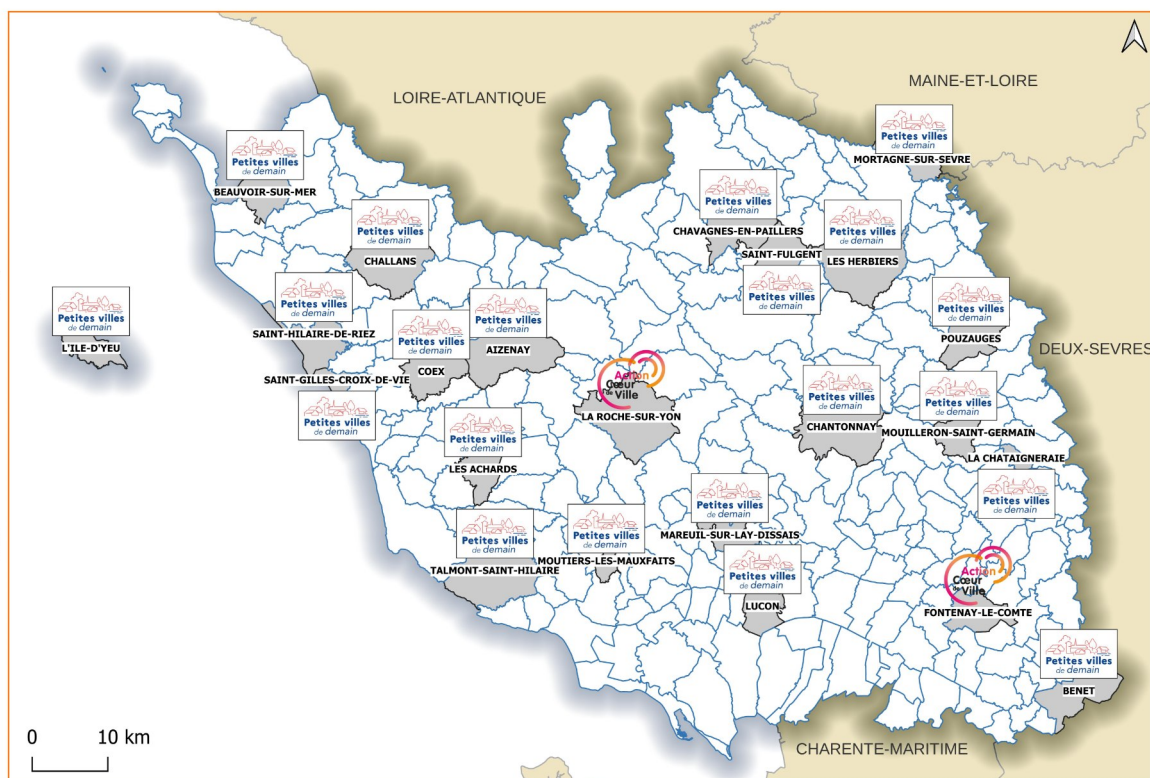 MAINE-ET-LOIRE
LOIRE-ATLANTIQUE
Petites villes
de demain
MORTAGNE-SUR-SEVRE
Petites villes
de demain
BEAUVOIR-SUR-MER
Petites villes
de demain
CHAVAGNES-EN-PAILLERS
Petites villes
de demain
CHALLANS
Petites villes
de demain
LES HERBIERS
SAINT-FULGENT
Petites villes
de demain
Petites villes
de demain
SAINT-HILAIRE-DE-RIEZ
Petites villes
de demain
L'ILE-D'YEU
Petites villes
de demain
AIZENAY
Petites villes
de demain
COEX
Petites villes
de demain
POUZAUGES
DEUX-SEVRES
SAINT-GILLES-CROIX-DE-VIE
Petites villes
de demain
Action
Cœur
de Ville
LA ROCHE-SUR-YON
Petites villes
de demain
CHANTONNAY
Petites villes
de demain
MOUILLERON-SAINT-GERMAIN
LA CHATAIGNERAIE
Petites villes
de demain
Petites villes
de demain
LES ACHARDS
Petites villes
de demain
MAREUIL-SUR-LAY-DISSAIS
Petites villes
de demain
MOUTIERS-LES-MAUXFAITS
Petites villes
de demain
TALMONT-SAINT-HILAIRE
Petites villes
de demain
LUCON
Action
Cœur
de Ville
FONTENAY-LE-COMTE
Petites villes
de demain
BENET
0 10 km
CHARENTE-MARITIME